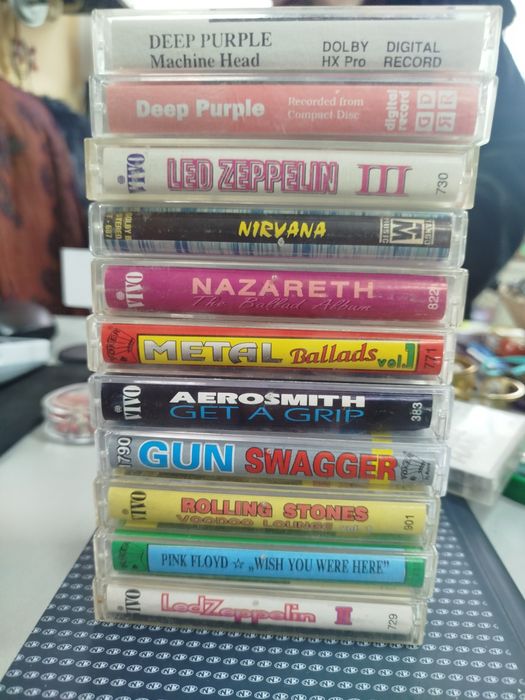 DEEP PURPLE
Machine Head
DOLBY
HX Pro
DIGITAL
RECORD
Deep Purple
Recorded from
Compact Disc
digital
record
VIVO
LED ZEPPELIN III
730
NIRVANA
M
VIVO
NAZARETH
The Ballad Album
822
METAL Ballads vol.1
771
VIVO
AEROSMITH
GET A GRIP
383
790
GUN SWAGGER
VIVO
ROLLING STONES
VOODOO LOUNGE
901
PINK FLOYD ☆ „WISH YOU WERE HERE"
VIVO
Led Zeppelin II
729